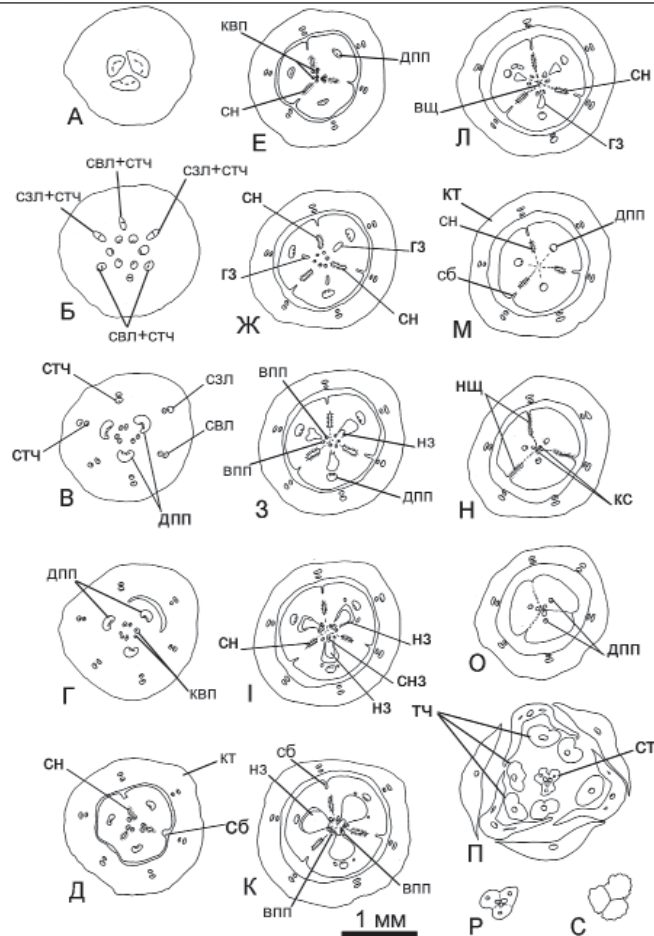 А
свл+стч
сзл+стч
сзл+стч
свл+стч
Б
стч
сзл
стч
свл
дпп
В
дпп
квп
Г
сн
кт
сб
Д
квп
дпп
сн
Е
сн
гз
гз
сн
Ж
впп
впп
нз
дпп
З
сн
нз
снз
нз
І
сб
нз
впп
впп
К
1 мм
вщ
сн
гз
Л
кт
сн
дпп
сб
М
нщ
кс
Н
дпп
О
тч
ст
П
Р
С